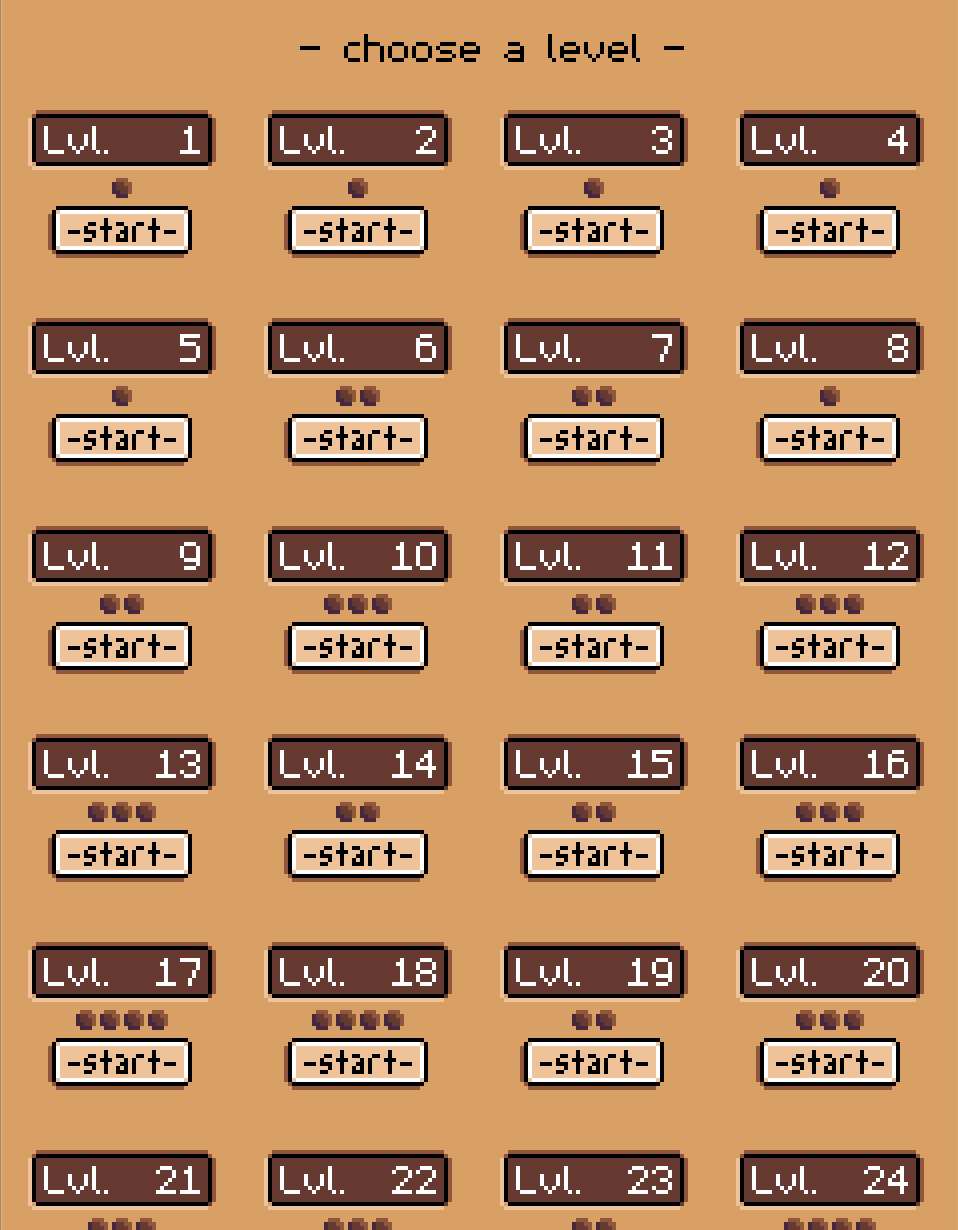 - choose a level -
Lvl. 1 Lvl. 2 Lvl. 3 Lvl. 4
-start- -start- -start- -start-
Lvl. 5 Lvl. 6 Lvl. 7 Lvl. 8
-start- -start- -start- -start-
Lvl. 9 Lvl. 10 Lvl. 11 Lvl. 12
-start- -start- -start- -start-
Lvl. 13 Lvl. 14 Lvl. 15 Lvl. 16
-start- -start- -start- -start-
Lvl. 17 Lvl. 18 Lvl. 19 Lvl. 20
-start- -start- -start- -start-
Lvl. 21 Lvl. 22 Lvl. 23 Lvl. 24